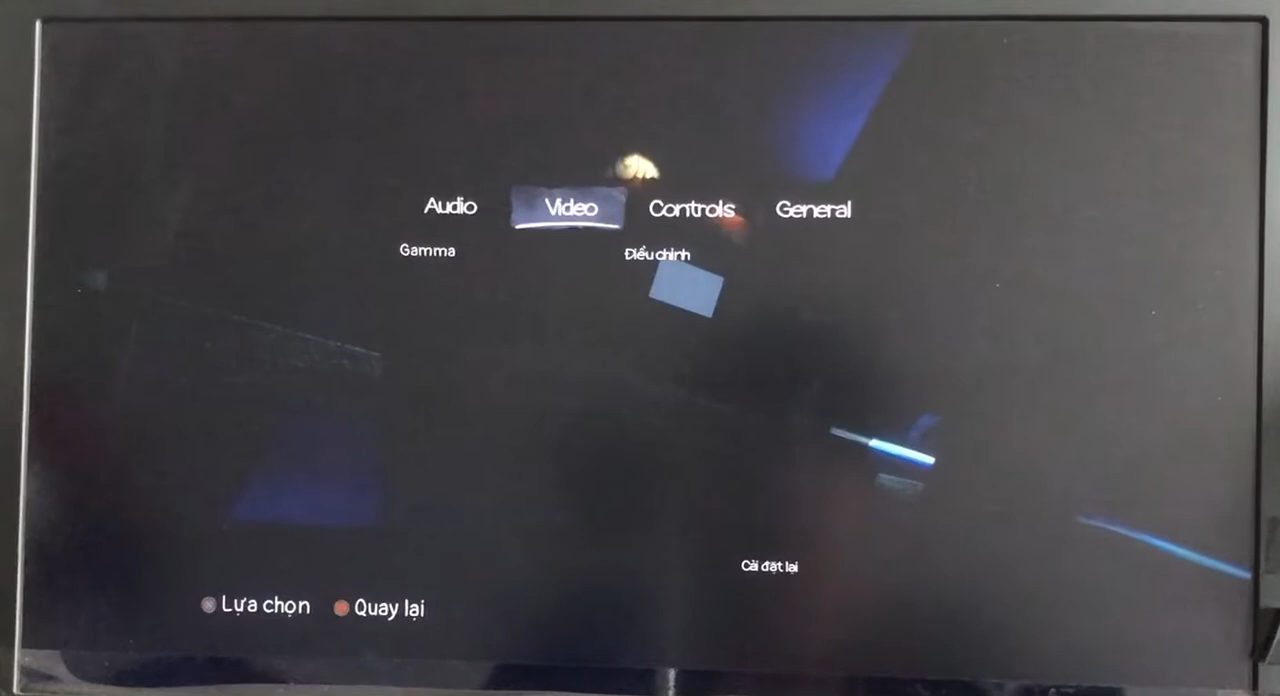 Audio Video Controls General
Gamma Điều chỉnh
Cài đặt lại
Lựa chọn Quay lại